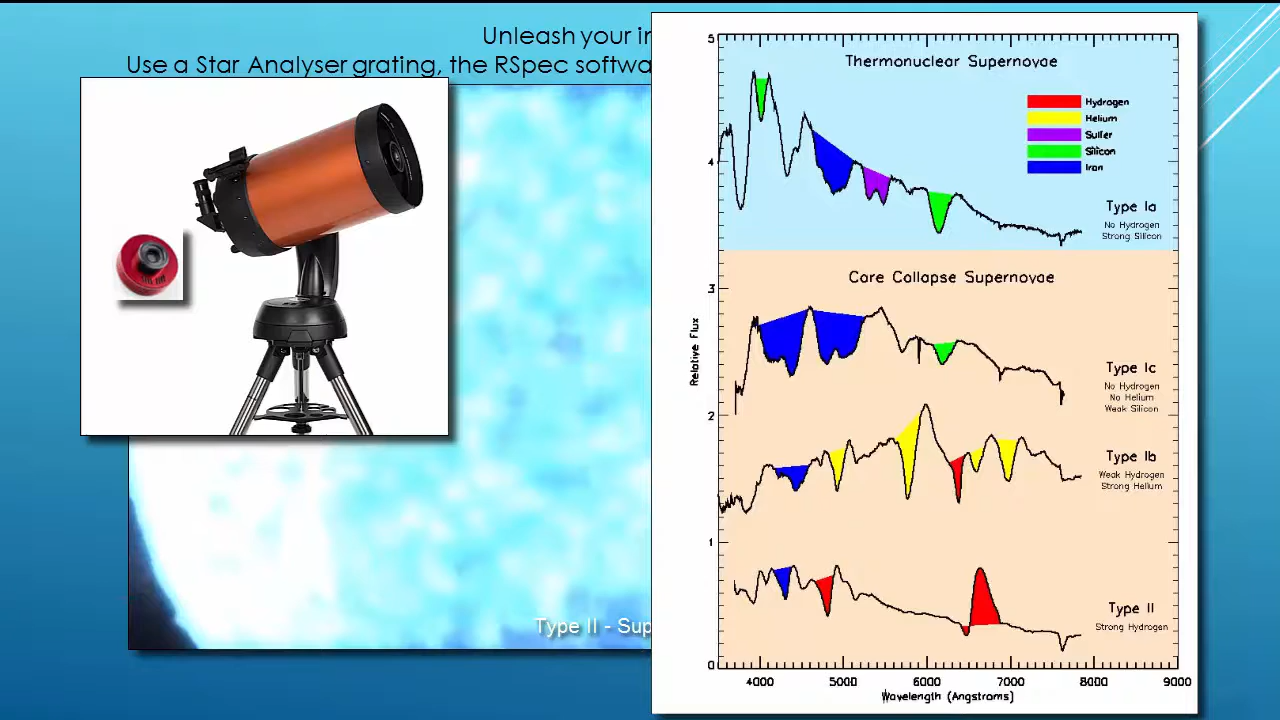 Unleash your in
Use a Star Analyser grating, the RSpec softwa
Type II - Sup
5
Thermonuclear Supernovae
Hydrogen
Helium
Sulfer
Silicon
Iron
4
Type Ia
No Hydrogen
Strong Silicon
3
Core Collapse Supernovae
Relative Flux
Type Ic
No Hydrogen
No Helium
Weak Silicon
2
Type Ib
Weak Hydrogen
Strong Helium
1
Type II
Strong Hydrogen
0
4000 5000 6000 7000 8000 9000
Wavelength (Angstroms)